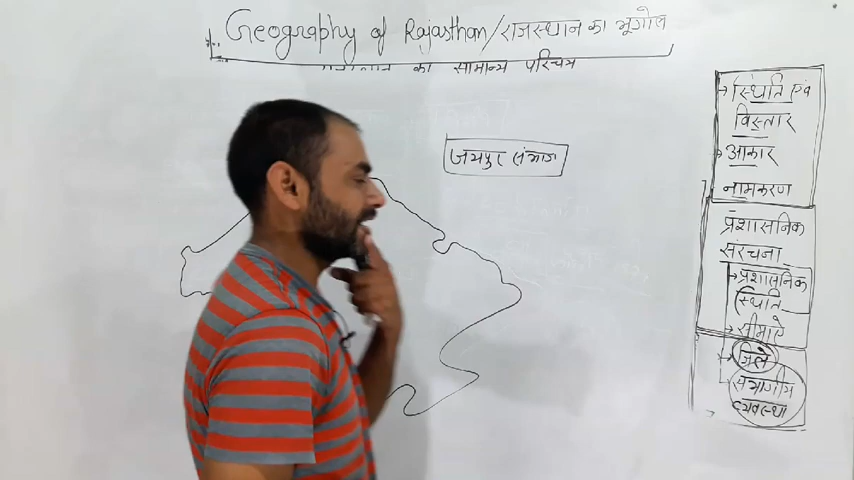 Geography of Rajasthan/राजस्थान का भूगोल
का सामान्य परिचय
जयपुर संभाग
→ स्थिति एवं
विस्तार
→ आकार
नामकरण
प्रशासनिक
संरचना
→ प्रशासनिक
स्थिति
→ सीमाएं
→ जिले
संभागीय
व्यवस्था